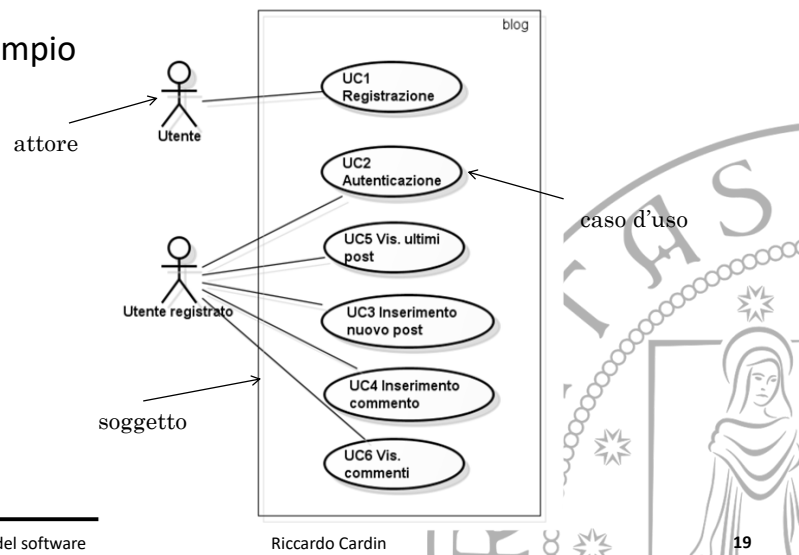 mpio
blog
UC1
Registrazione
Utente
attore
UC2
Autenticazione
caso d'uso
UC5 Vis. ultimi
post
Utente registrato
UC3 Inserimento
nuovo post
UC4 Inserimento
commento
soggetto
UC6 Vis.
commenti
TAS
del software
Riccardo Cardin
19